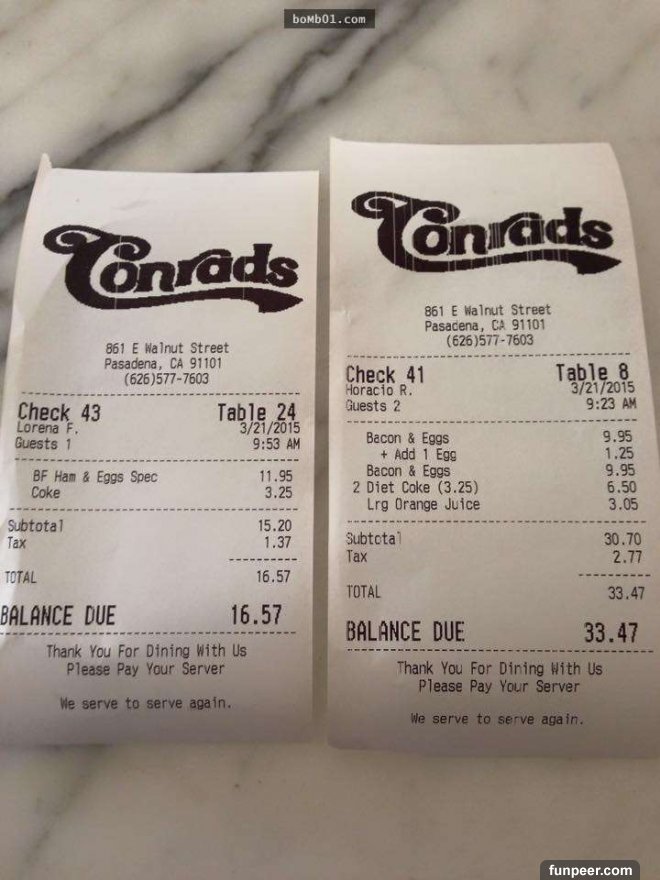 boMb01.com
Conrads
861 E Walnut Street
Pasadena, CA 91101
(626)577-7603
Check 43 Table 24
Lorena F. 3/21/2015
Guests 1 9:53 AM
BF Ham & Eggs Spec 11.95
Coke 3.25
Subtotal 15.20
Tax 1.37
TOTAL 16.57
BALANCE DUE 16.57
Thank You For Dining With Us
Please Pay Your Server
We serve to serve again.
Conrads
861 E Walnut Street
Pasadena, CA 91101
(626)577-7603
Check 41 Table 8
Horacio R. 3/21/2015
Guests 2 9:23 AM
Bacon & Eggs 9.95
+ Add 1 Egg 1.25
Bacon & Eggs 9.95
2 Diet Coke (3.25) 6.50
Lrg Orange Juice 3.05
Subtotal 30.70
Tax 2.77
TOTAL 33.47
BALANCE DUE 33.47
Thank You For Dining With Us
Please Pay Your Server
We serve to serve again.
funpeer.com